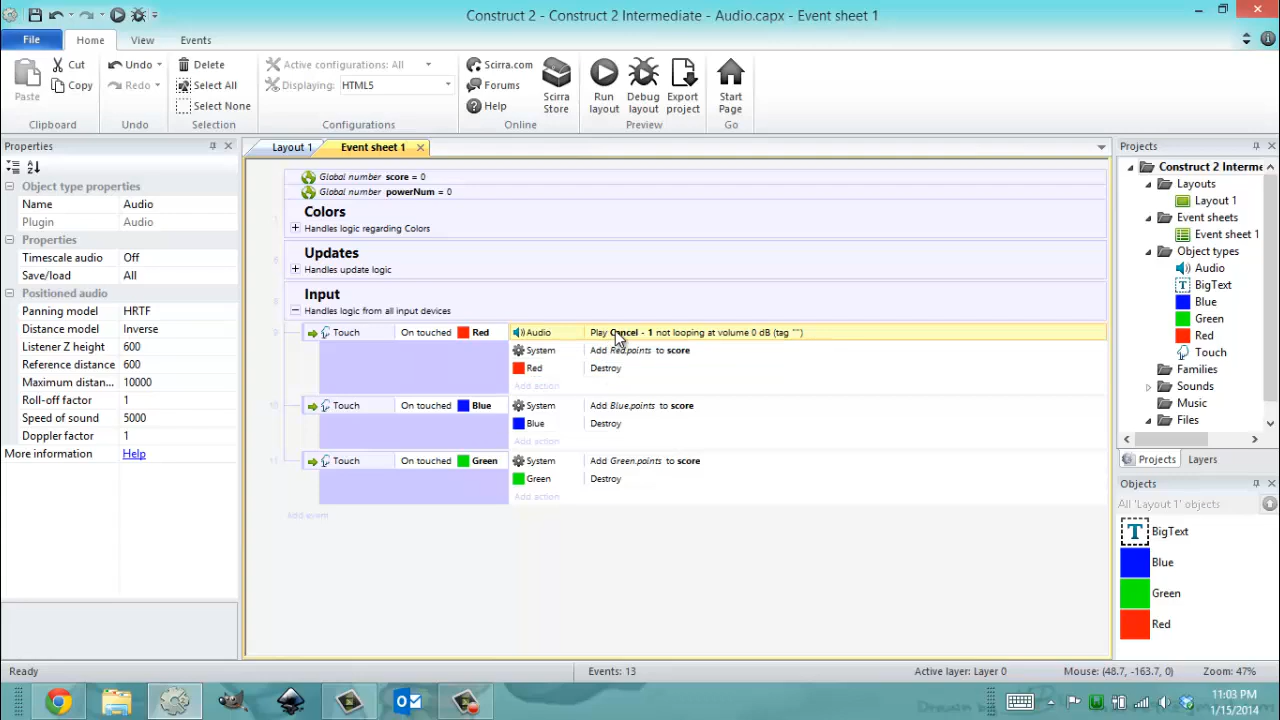 Construct 2 - Construct 2 Intermediate - Audio.capx - Event sheet 1
File Home View Events
Paste
Cut
Copy
Clipboard
Undo
Redo
Undo
Delete
Select All
Select None
Selection
Active configurations: All
Displaying: HTML5
Configurations
Scirra.com
Forums
Help
Scirra Store
Online
Run layout
Debug layout
Export project
Preview
Start Page
Go
Properties
Object type properties
Name Audio
Plugin Audio
Properties
Timescale audio Off
Save/load All
Positioned audio
Panning model HRTF
Distance model Inverse
Listener Z height 600
Reference distance 600
Maximum distan... 10000
Roll-off factor 1
Speed of sound 5000
Doppler factor 1
More information Help
Layout 1 Event sheet 1
Global number score = 0
Global number powerNum = 0
Colors
Handles logic regarding Colors
Updates
Handles update logic
Input
Handles logic from all input devices
9 Touch On touched Red Audio Play Cancel - 1 not looping at volume 0 dB (tag "")
System Add Red.points to score
Red Destroy
Add action
10 Touch On touched Blue System Add Blue.points to score
Blue Destroy
Add action
11 Touch On touched Green System Add Green.points to score
Green Destroy
Add action
Add event
Projects
Construct 2 Interme
Layouts
Layout 1
Event sheets
Event sheet 1
Object types
Audio
BigText
Blue
Green
Red
Touch
Families
Sounds
Music
Files
Projects Layers
Objects
All 'Layout 1' objects
T BigText
Blue
Green
Red
Ready Events: 13 Active layer: Layer 0 Mouse: (48.7, -163.7, 0) Zoom: 47%
11:03 PM
1/15/2014